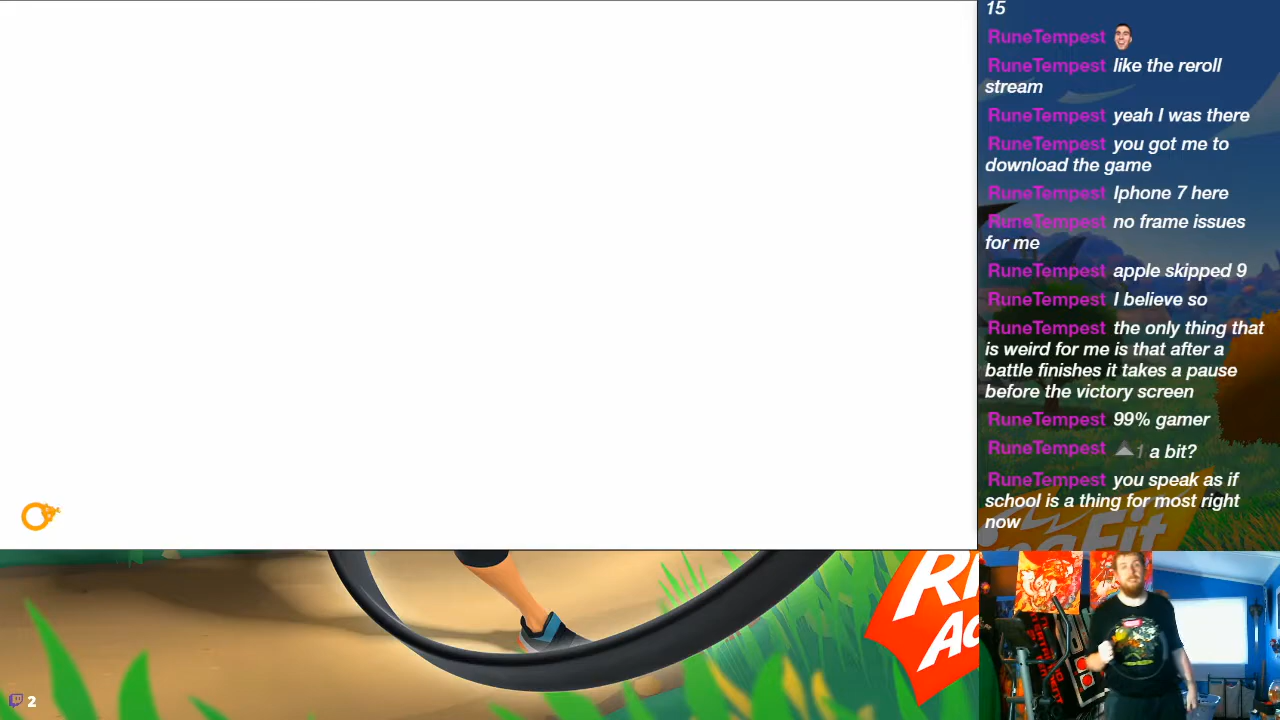 15
RuneTempest
RuneTempest like the reroll
stream
RuneTempest yeah I was there
RuneTempest you got me to
download the game
RuneTempest Iphone 7 here
RuneTempest no frame issues
for me
RuneTempest apple skipped 9
RuneTempest I believe so
RuneTempest the only thing that
is weird for me is that after a
battle finishes it takes a pause
before the victory screen
RuneTempest 99% gamer
RuneTempest 1 a bit?
RuneTempest you speak as if
school is a thing for most right
now
Fit
RI
Ad
2